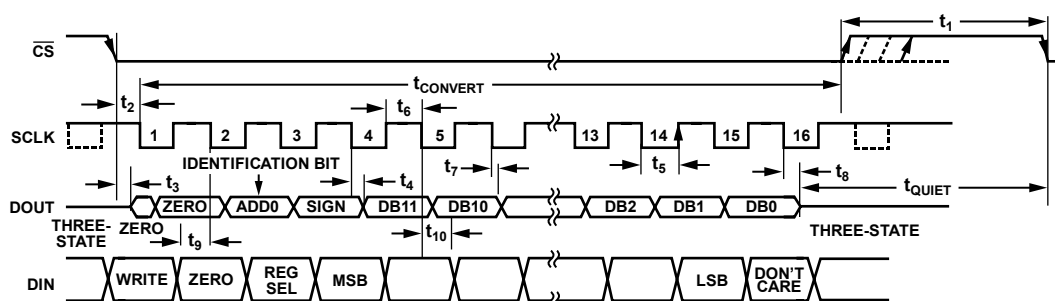 t1
CS
tCONVERT
t2
t6
SCLK
1 2 3 4 5 13 14 15 16
IDENTIFICATION BIT
t7
t5
t3
t4
t8
tQUIET
DOUT
ZERO ADD0 SIGN DB11 DB10 DB2 DB1 DB0
THREE-STATE
ZERO
THREE-STATE
t9
t10
DIN
WRITE ZERO REG SEL MSB LSB DON'T CARE